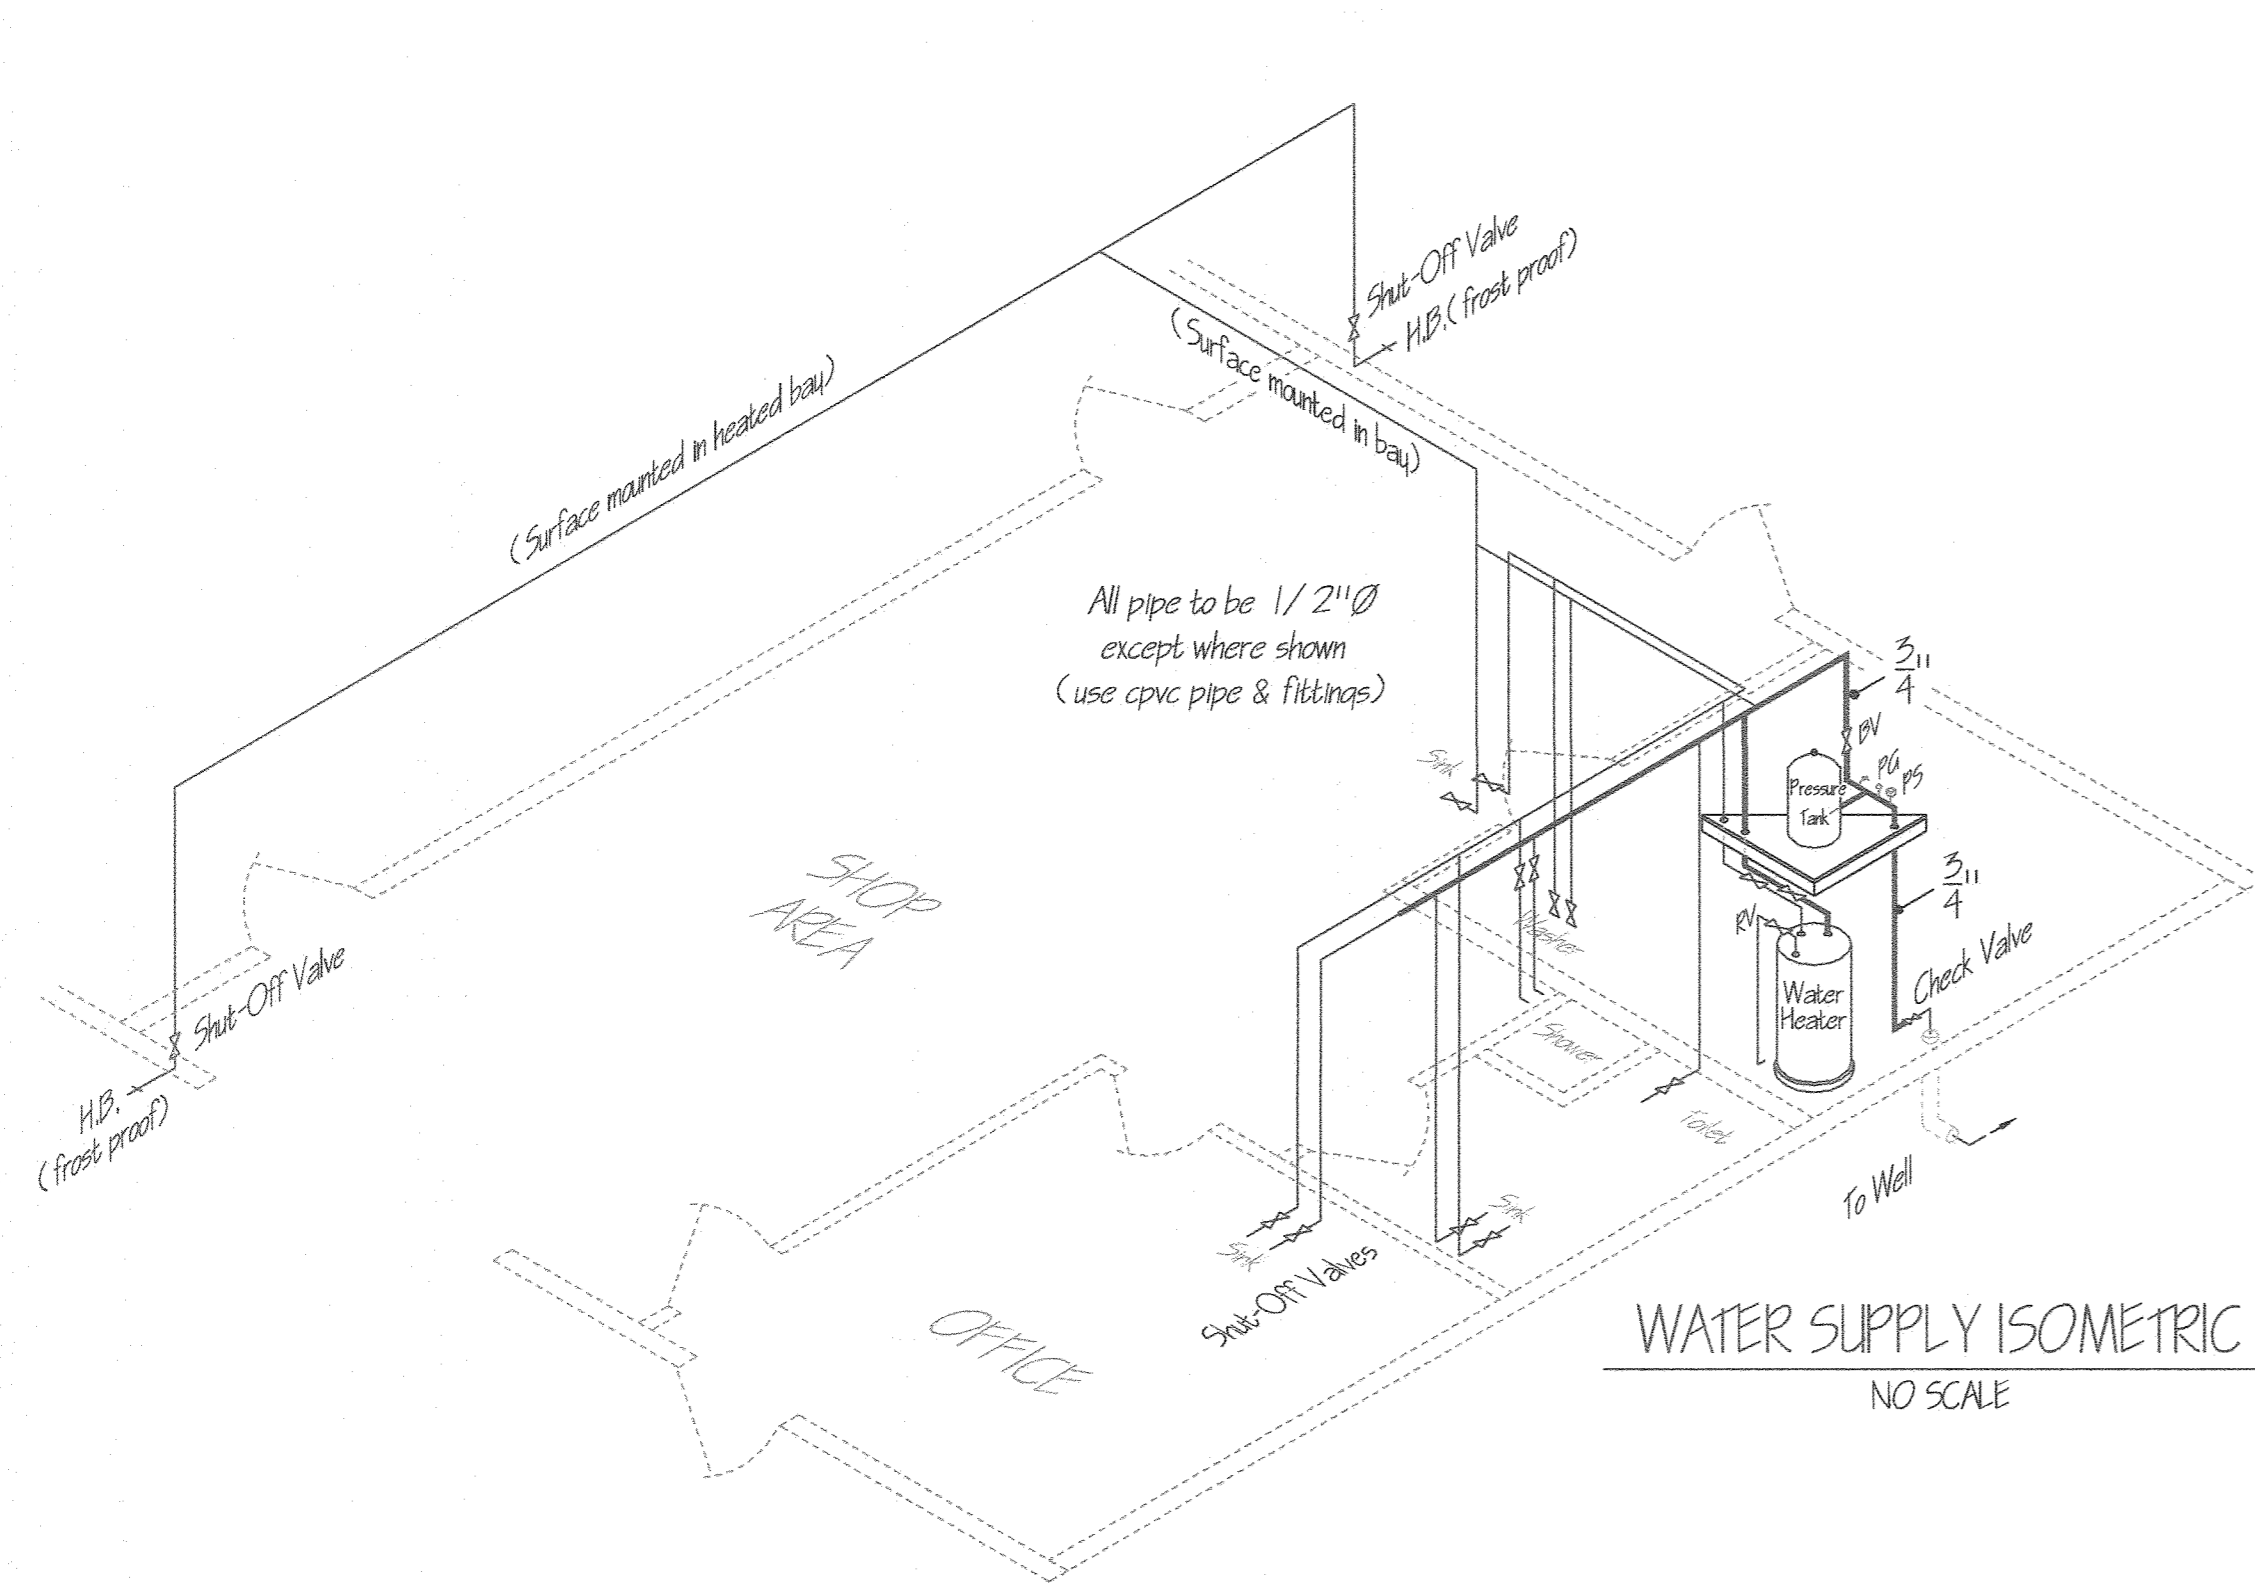 Shut-Off Valve
H.B. ( frost proof)
( Surface mounted in bay)
( Surface mounted in heated bay)
All pipe to be 1/2"Ø
except where shown
( use cpvc pipe & fittings)
3/4"
BV
PG
PS
Pressure
Tank
Sink
SHOP
AREA
3/4"
RV
Washer
Water
Heater
Check Valve
Shut-Off Valve
H.B.
( frost proof)
Shower
Toilet
To Well
Sink
Sink
Shut-Off Valves
OFFICE
WATER SUPPLY ISOMETRIC
NO SCALE